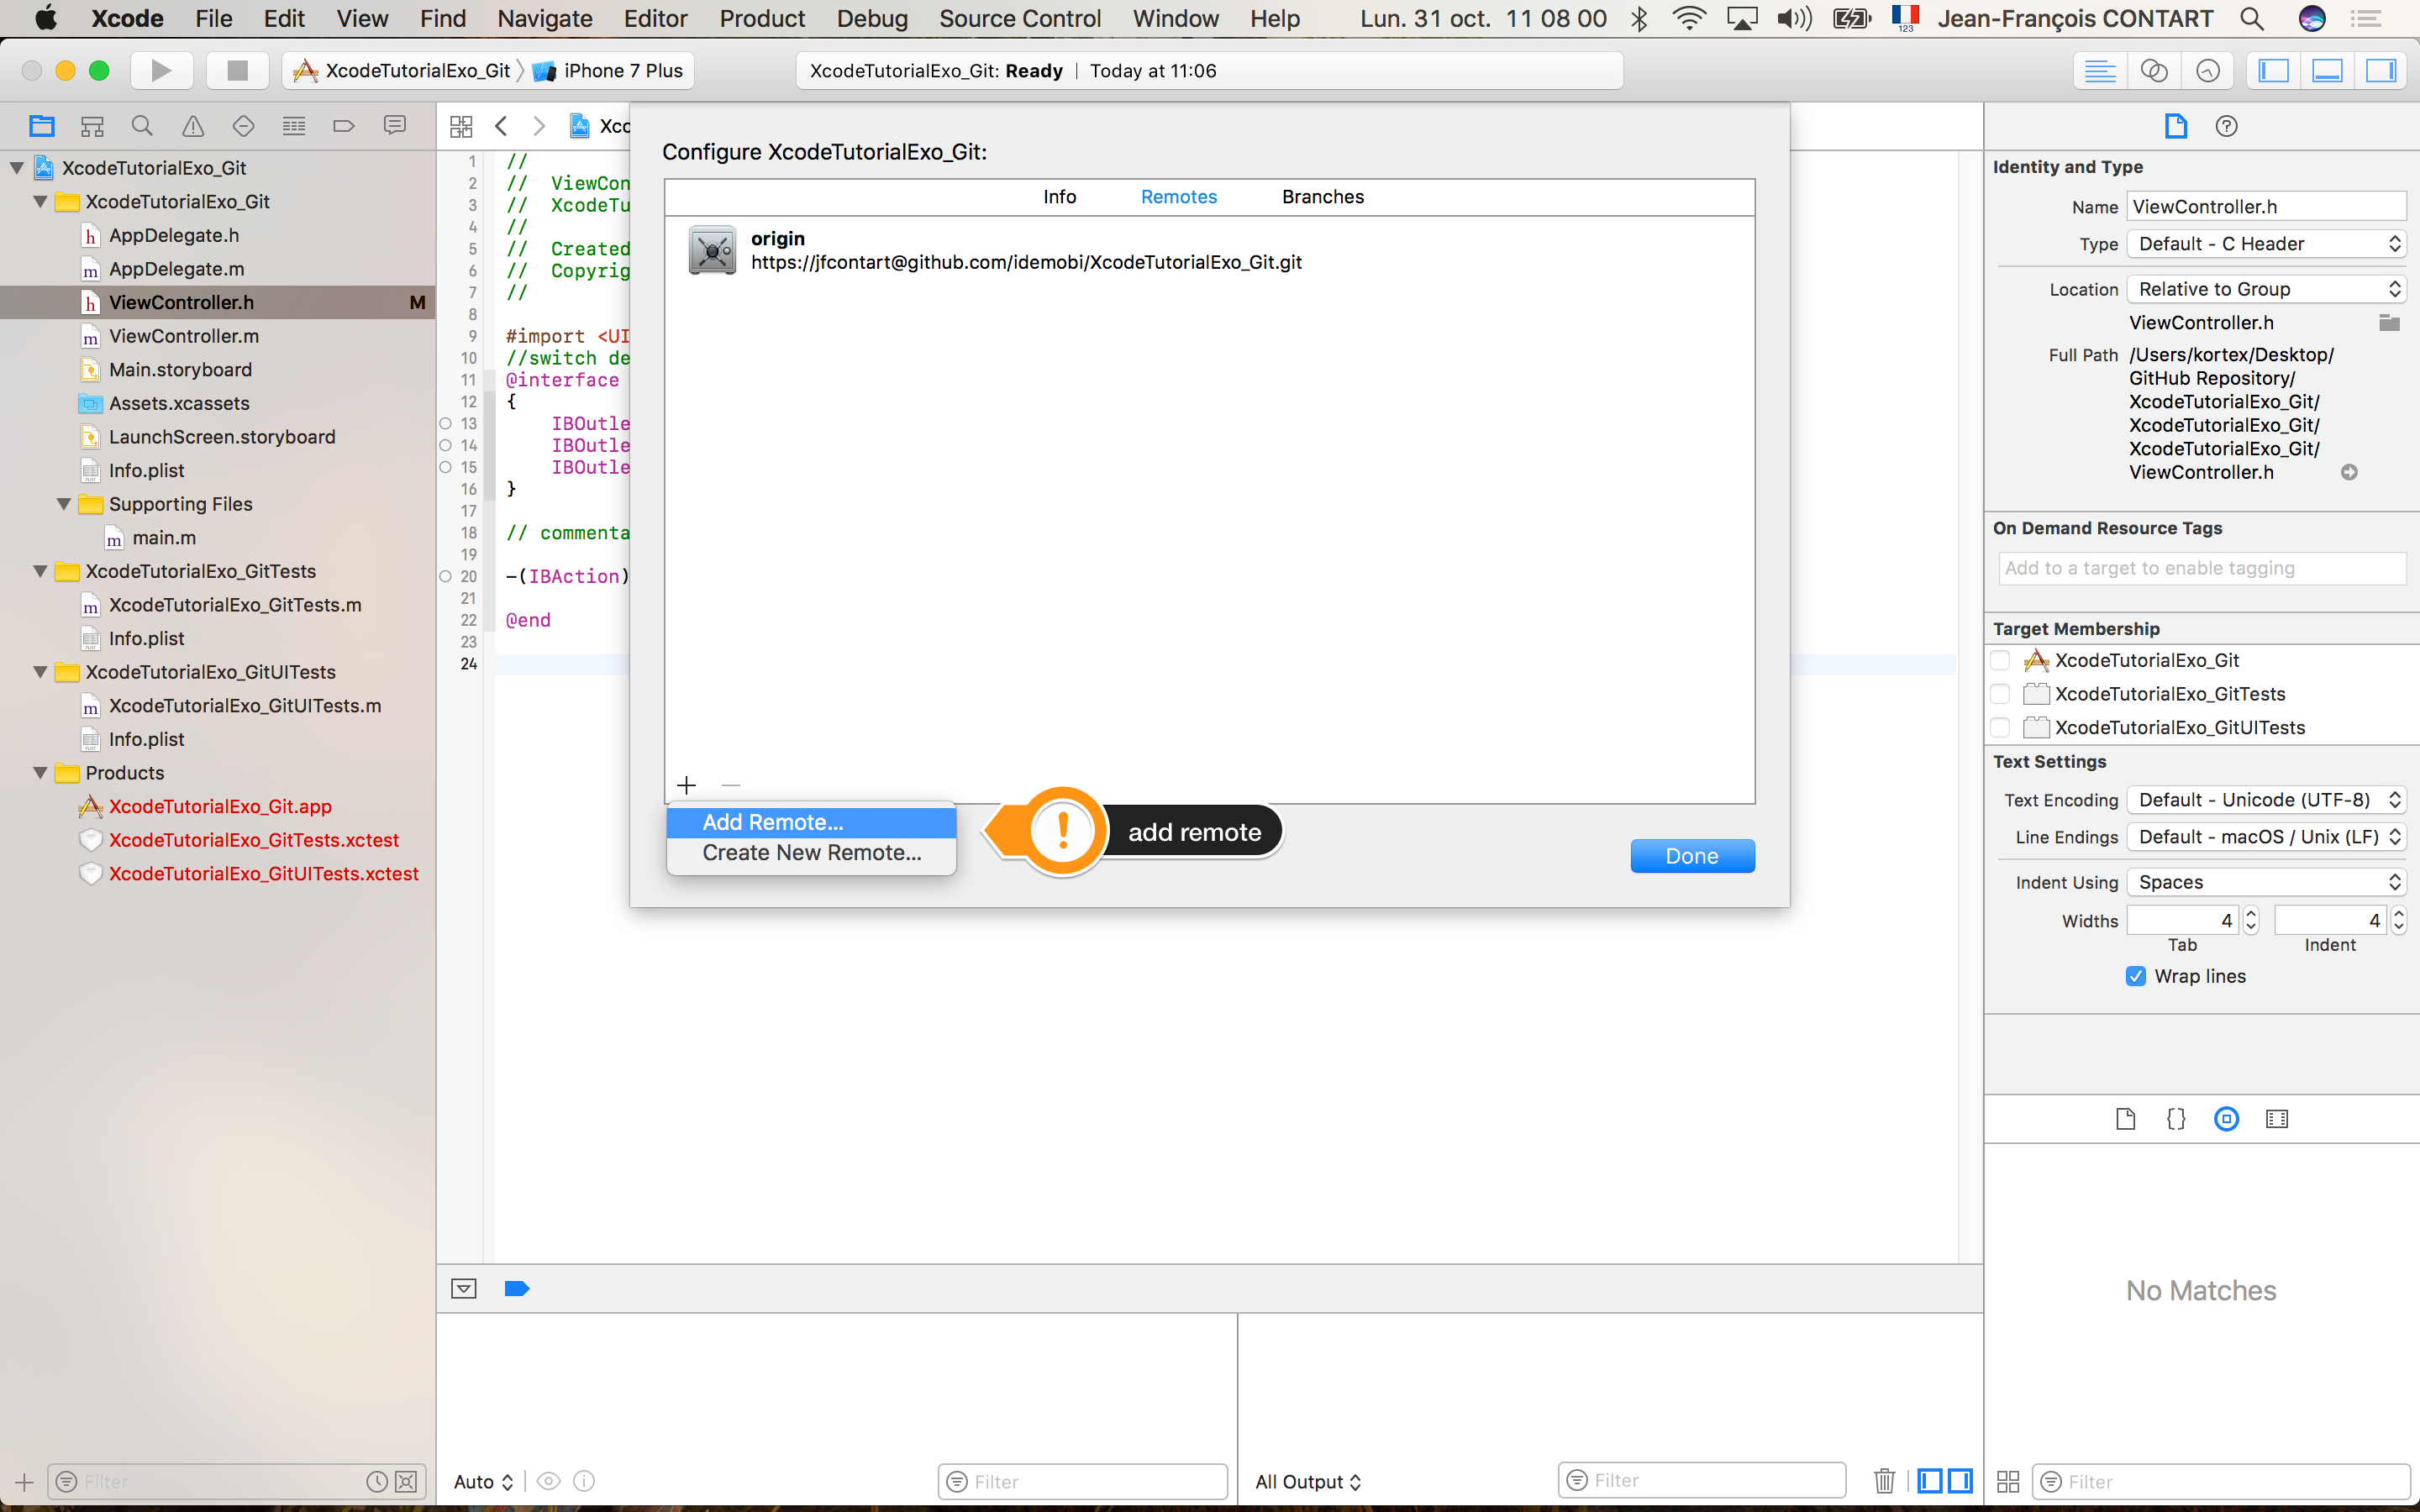 Xcode File Edit View Find Navigate Editor Product Debug Source Control Window Help Lun. 31 oct. 11 08 00 123 Jean-François CONTART
XcodeTutorialExo_Git iPhone 7 Plus XcodeTutorialExo_Git: Ready | Today at 11:06
XcodeTutorialExo_Git
XcodeTutorialExo_Git
h AppDelegate.h
m AppDelegate.m
h ViewController.h M
m ViewController.m
Main.storyboard
Assets.xcassets
LaunchScreen.storyboard
Info.plist
Supporting Files
m main.m
XcodeTutorialExo_GitTests
m XcodeTutorialExo_GitTests.m
Info.plist
XcodeTutorialExo_GitUITests
m XcodeTutorialExo_GitUITests.m
Info.plist
Products
XcodeTutorialExo_Git.app
XcodeTutorialExo_GitTests.xctest
XcodeTutorialExo_GitUITests.xctest
Filter
Xco
1 //
2 // ViewCon
3 // XcodeTu
4 //
5 // Created
6 // Copyrig
7 //
8
9 #import <UI
10 //switch de
11 @interface
12 {
13 IBOutle
14 IBOutle
15 IBOutle
16 }
17
18 // commenta
19
20 -(IBAction)
21
22 @end
23
24
Configure XcodeTutorialExo_Git:
Info Remotes Branches
origin
https://jfcontart@github.com/idemobi/XcodeTutorialExo_Git.git
Add Remote...
Create New Remote...
! add remote
Done
Auto Filter
All Output Filter
Identity and Type
Name ViewController.h
Type Default - C Header
Location Relative to Group
ViewController.h
Full Path /Users/kortex/Desktop/
GitHub Repository/
XcodeTutorialExo_Git/
XcodeTutorialExo_Git/
XcodeTutorialExo_Git/
ViewController.h
On Demand Resource Tags
Add to a target to enable tagging
Target Membership
XcodeTutorialExo_Git
XcodeTutorialExo_GitTests
XcodeTutorialExo_GitUITests
Text Settings
Text Encoding Default - Unicode (UTF-8)
Line Endings Default - macOS / Unix (LF)
Indent Using Spaces
Widths 4 4
Tab Indent
Wrap lines
No Matches
Filter